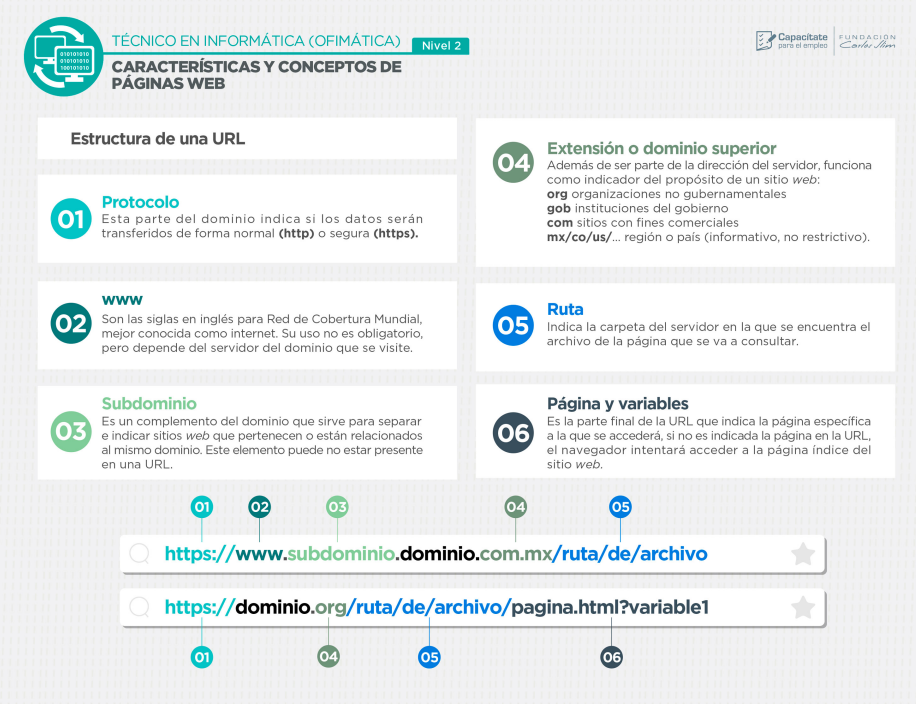 TÉCNICO EN INFORMÁTICA (OFIMÁTICA)
Nivel 2
CARACTERÍSTICAS Y CONCEPTOS DE
PÁGINAS WEB
010101010
010101010
100101010
Capacítate
para el empleo
FUNDACIÓN
Carlos Slim
Estructura de una URL
01
Protocolo
Esta parte del dominio indica si los datos serán
transferidos de forma normal (http) o segura (https).
02
www
Son las siglas en inglés para Red de Cobertura Mundial,
mejor conocida como internet. Su uso no es obligatorio,
pero depende del servidor del dominio que se visite.
03
Subdominio
Es un complemento del dominio que sirve para separar
e indicar sitios web que pertenecen o están relacionados
al mismo dominio. Este elemento puede no estar presente
en una URL.
04
Extensión o dominio superior
Además de ser parte de la dirección del servidor, funciona
como indicador del propósito de un sitio web:
org organizaciones no gubernamentales
gob instituciones del gobierno
com sitios con fines comerciales
mx/co/us/... región o país (informativo, no restrictivo).
05
Ruta
Indica la carpeta del servidor en la que se encuentra el
archivo de la página que se va a consultar.
06
Página y variables
Es la parte final de la URL que indica la página específica
a la que se accederá, si no es indicada la página en la URL,
el navegador intentará acceder a la página índice del
sitio web.
01 02 03 04 05
https://www.subdominio.dominio.com.mx/ruta/de/archivo
https://dominio.org/ruta/de/archivo/pagina.html?variable1
01 04 05 06